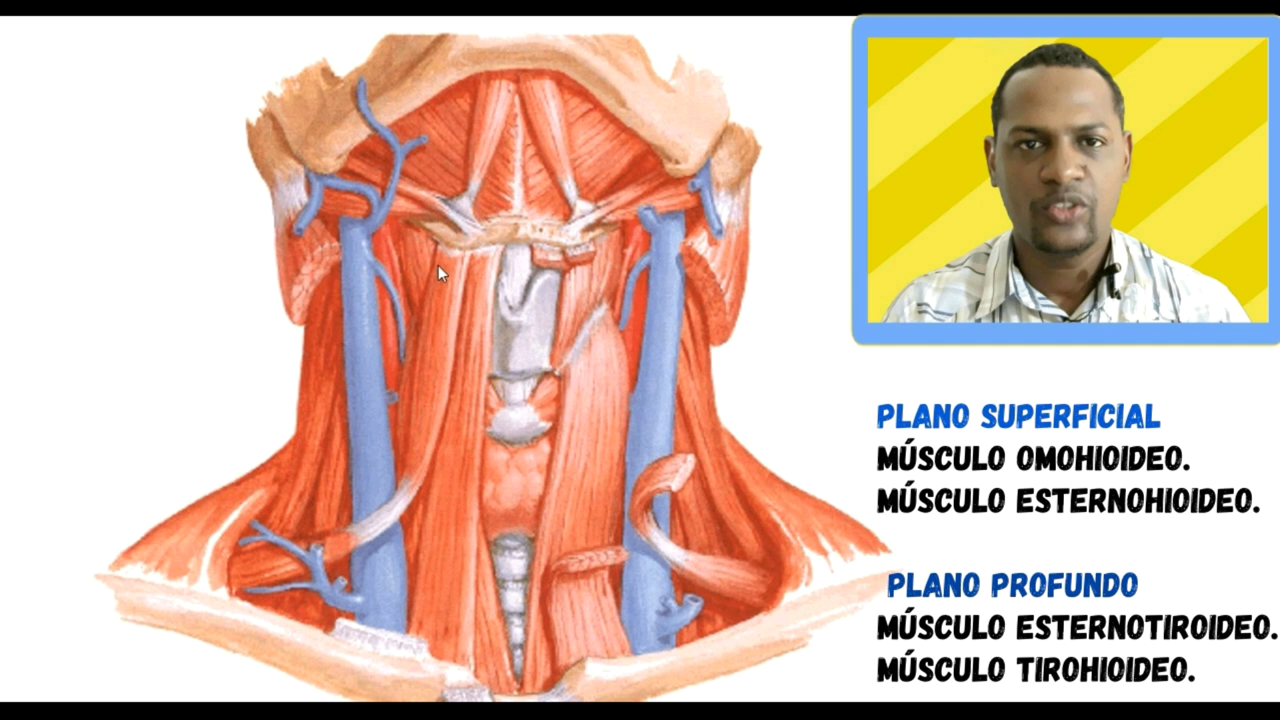 PLANO SUPERFICIAL
MÚSCULO OMOHIOIDEO.
MÚSCULO ESTERNOHIOIDEO.
PLANO PROFUNDO
MÚSCULO ESTERNOTIROIDEO.
MÚSCULO TIROHIOIDEO.